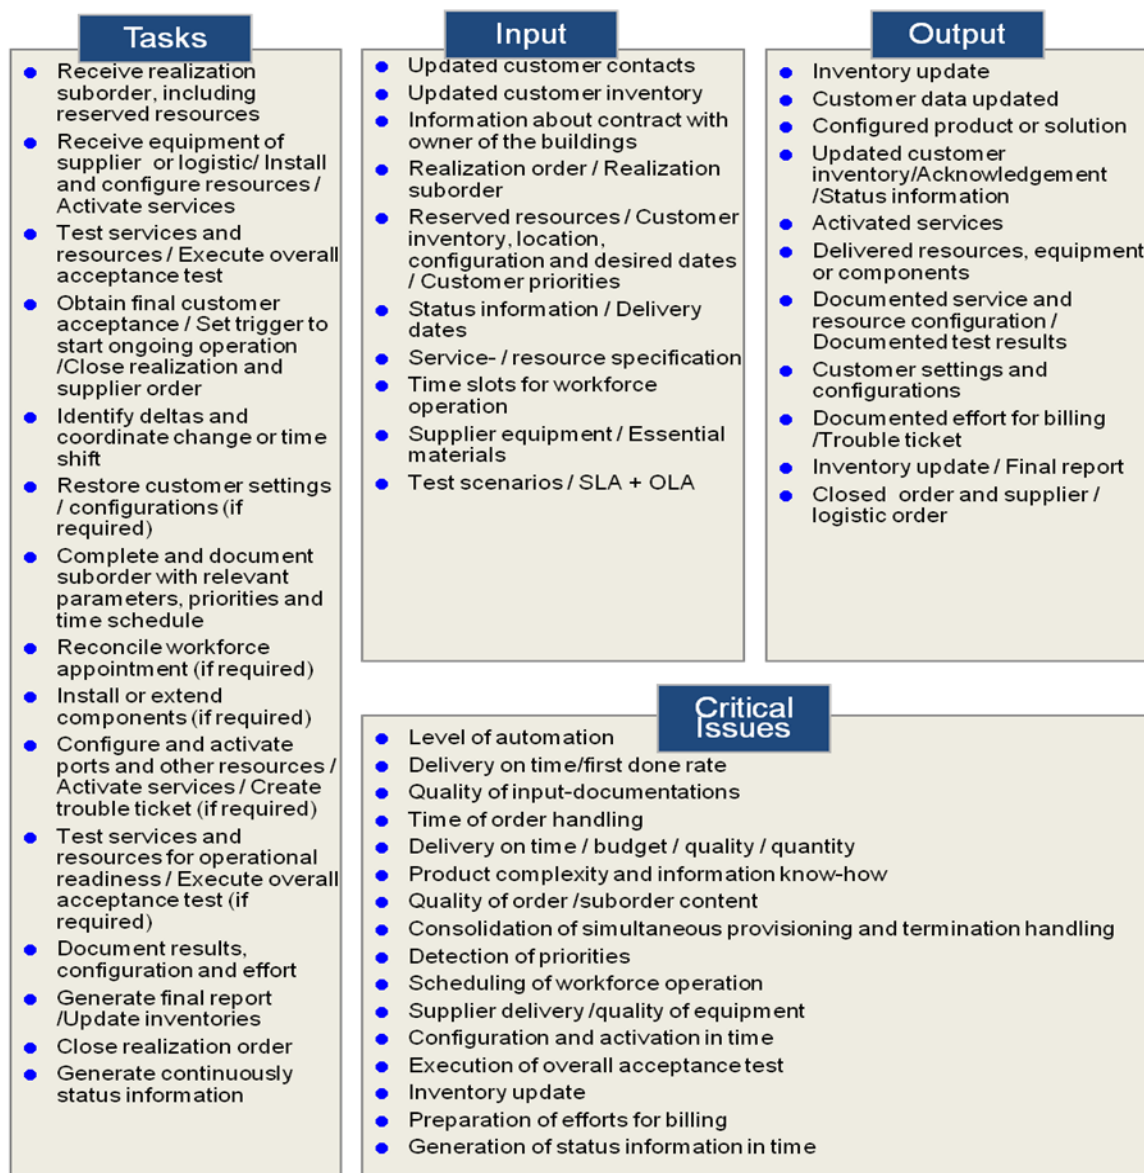 Tasks
Receive realization
suborder, including
reserved resources
Receive equipment of
supplier or logistic/ Install
and configure resources /
Activate services
Test services and
resources / Execute overall
acceptance test
Obtain final customer
acceptance / Set trigger to
start ongoing operation
/Close realization and
supplier order
Identify deltas and
coordinate change or time
shift
Restore customer settings
/ configurations (if
required)
Complete and document
suborder with relevant
parameters, priorities and
time schedule
Reconcile workforce
appointment (if required)
Install or extend
components (if required)
Configure and activate
ports and other resources /
Activate services / Create
trouble ticket (if required)
Test services and
resources for operational
readiness / Execute overall
acceptance test (if
required)
Document results,
configuration and effort
Generate final report
/Update inventories
Close realization order
Generate continuously
status information
Input
Updated customer contacts
Updated customer inventory
Information about contract with
owner of the buildings
Realization order / Realization
suborder
Reserved resources / Customer
inventory, location,
configuration and desired dates
/ Customer priorities
Status information / Delivery
dates
Service- / resource specification
Time slots for workforce
operation
Supplier equipment / Essential
materials
Test scenarios / SLA + OLA
Output
Inventory update
Customer data updated
Configured product or solution
Updated customer
inventory/Acknowledgement
/Status information
Activated services
Delivered resources, equipment
or components
Documented service and
resource configuration /
Documented test results
Customer settings and
configurations
Documented effort for billing
/Trouble ticket
Inventory update / Final report
Closed order and supplier /
logistic order
Critical
Issues
Level of automation
Delivery on time/first done rate
Quality of input-documentations
Time of order handling
Delivery on time / budget / quality / quantity
Product complexity and information know-how
Quality of order /suborder content
Consolidation of simultaneous provisioning and termination handling
Detection of priorities
Scheduling of workforce operation
Supplier delivery /quality of equipment
Configuration and activation in time
Execution of overall acceptance test
Inventory update
Preparation of efforts for billing
Generation of status information in time